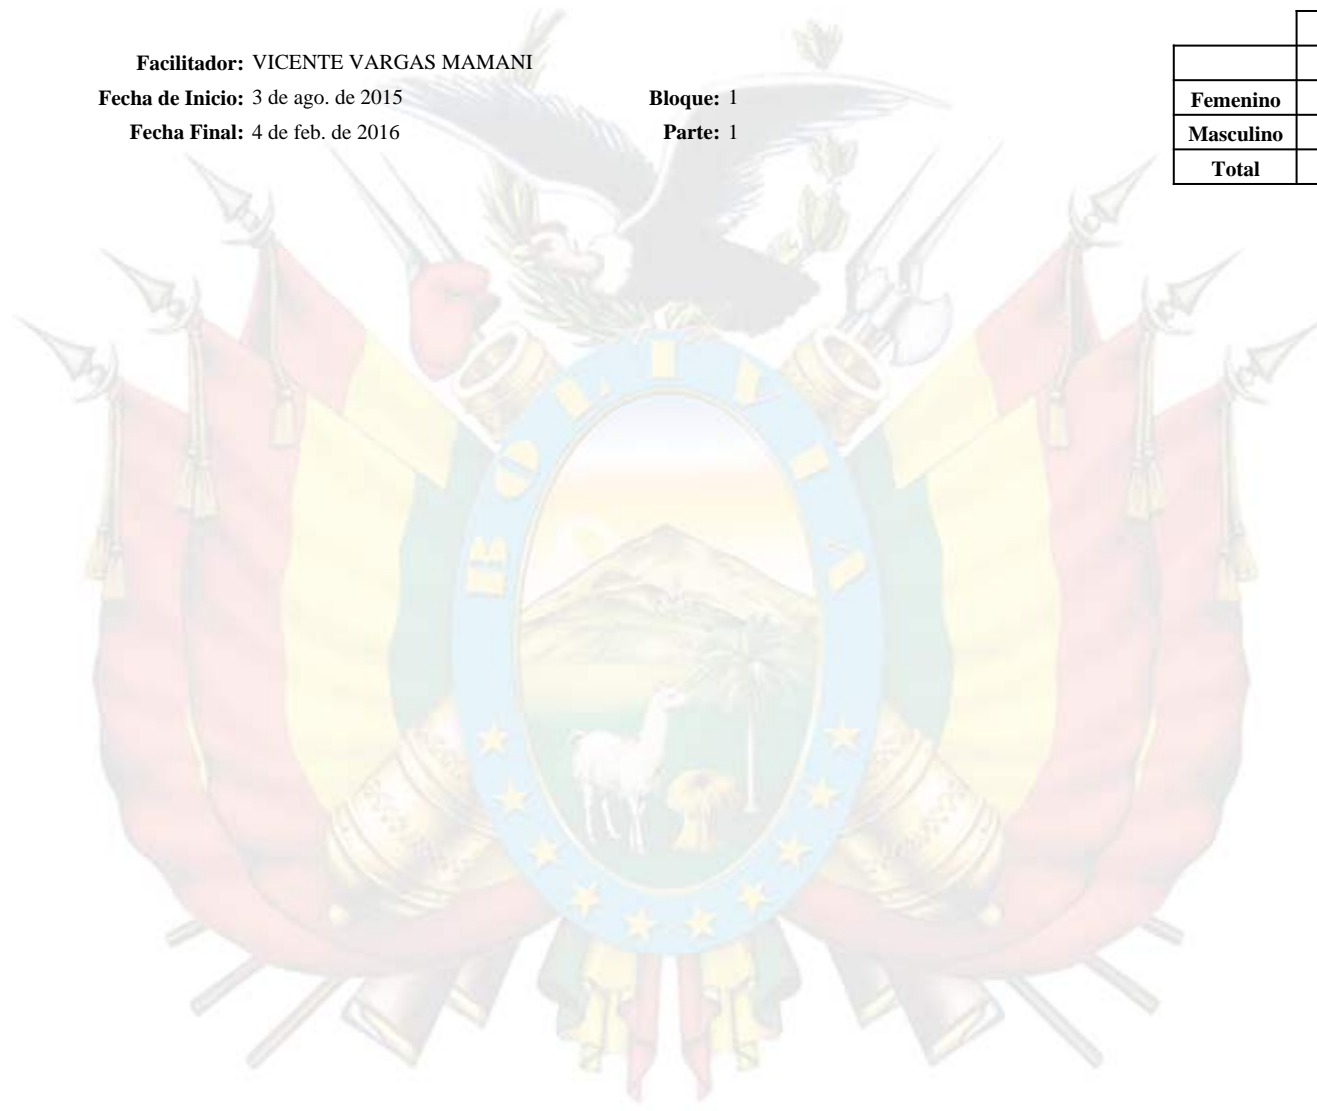 Facilitador: VICENTE VARGAS MAMANI
Fecha de Inicio: 3 de ago. de 2015 Bloque: 1
Fecha Final: 4 de feb. de 2016 Parte: 1
Femenino
Masculino
Total
BOLIVIA